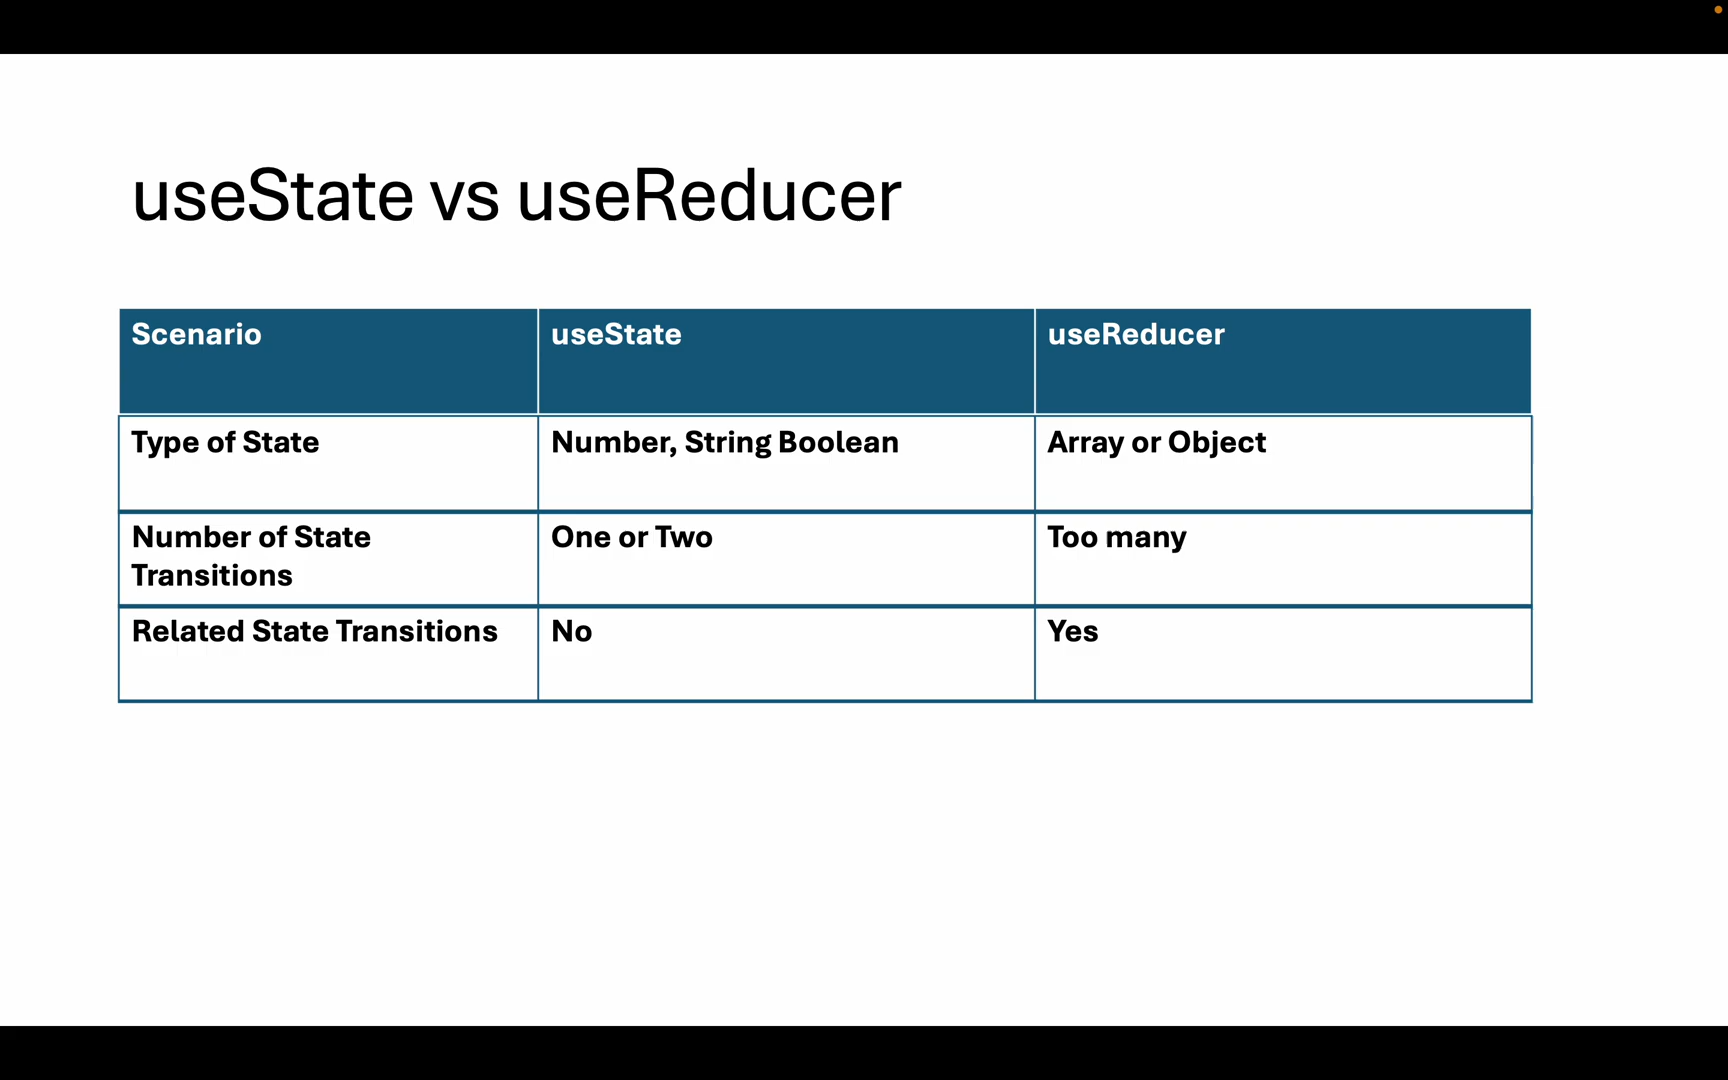 useState vs useReducer
Scenario
useState
useReducer
Type of State
Number, String Boolean
Array or Object
Number of State
Transitions
One or Two
Too many
Related State Transitions
No
Yes